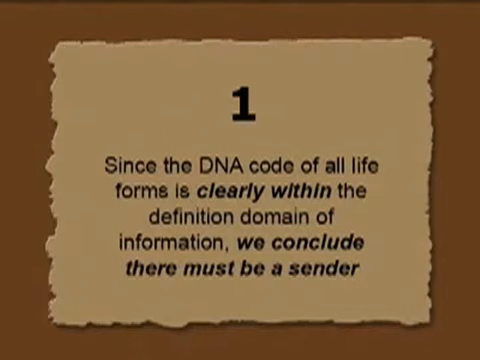 1
Since the DNA code of all life
forms is clearly within the
definition domain of
information, we conclude
there must be a sender